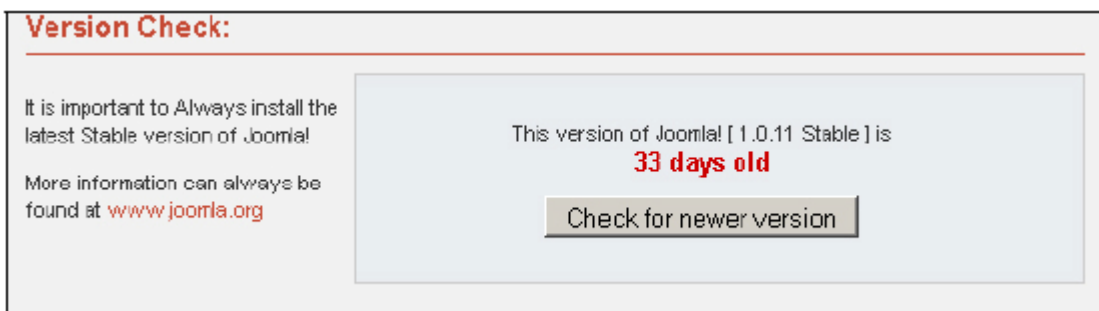 Version Check:
It is important to Always install the
latest Stable version of Joomla!
More information can always be
found at www.joomla.org
This version of Joomla! [ 1.0.11 Stable ] is
33 days old
Check for newer version